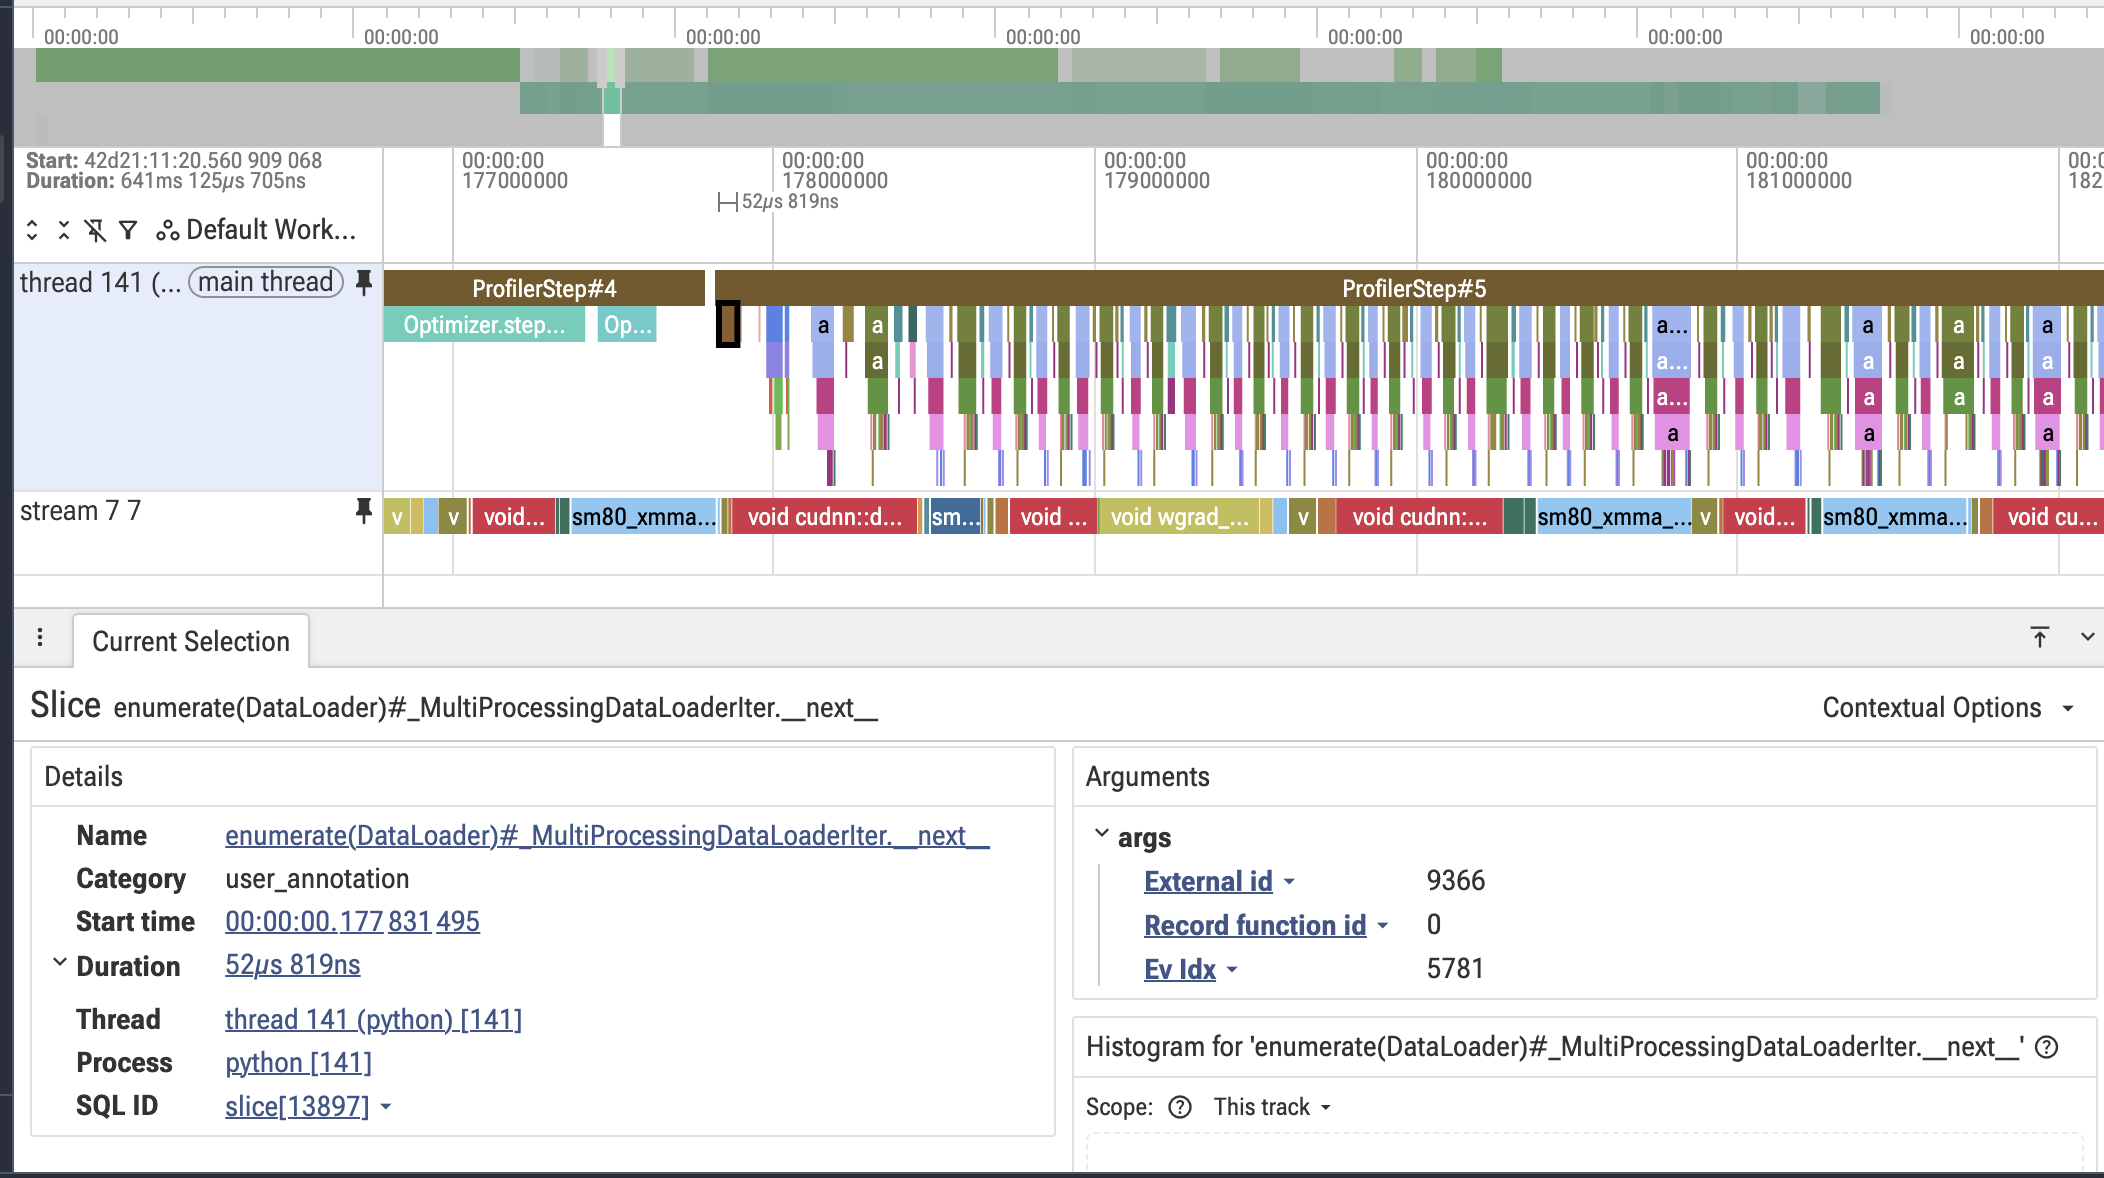 00:00:00 00:00:00 00:00:00 00:00:00 00:00:00 00:00:00 00:00:00
Start: 42d21:11:20.560 909 068
Duration: 641ms 125µs 705ns
00:00:00 00:00:00 00:00:00 00:00:00 00:00:00 00:0
177000000 178000000 179000000 180000000 181000000 182
52µs 819ns
Default Work...
thread 141 (... main thread
ProfilerStep#4 ProfilerStep#5
Optimizer.step... Op... a a a... a a a
a a... a a a
a... a a a
a a a
stream 7 7
v v void... sm80_xmma... void cudnn::d... sm... void ... void wgrad_... v void cudnn:... sm80_xmma_... v void... sm80_xmma... void cu...
Current Selection
Slice enumerate(DataLoader)#_MultiProcessingDataLoaderIter.__next__
Contextual Options
Details
Name enumerate(DataLoader)#_MultiProcessingDataLoaderIter.__next__
Category user_annotation
Start time 00:00:00.177 831 495
Duration 52µs 819ns
Thread thread 141 (python) [141]
Process python [141]
SQL ID slice[13897]
Arguments
args
External id 9366
Record function id 0
Ev Idx 5781
Histogram for 'enumerate(DataLoader)#_MultiProcessingDataLoaderIter.__next__'
Scope: This track